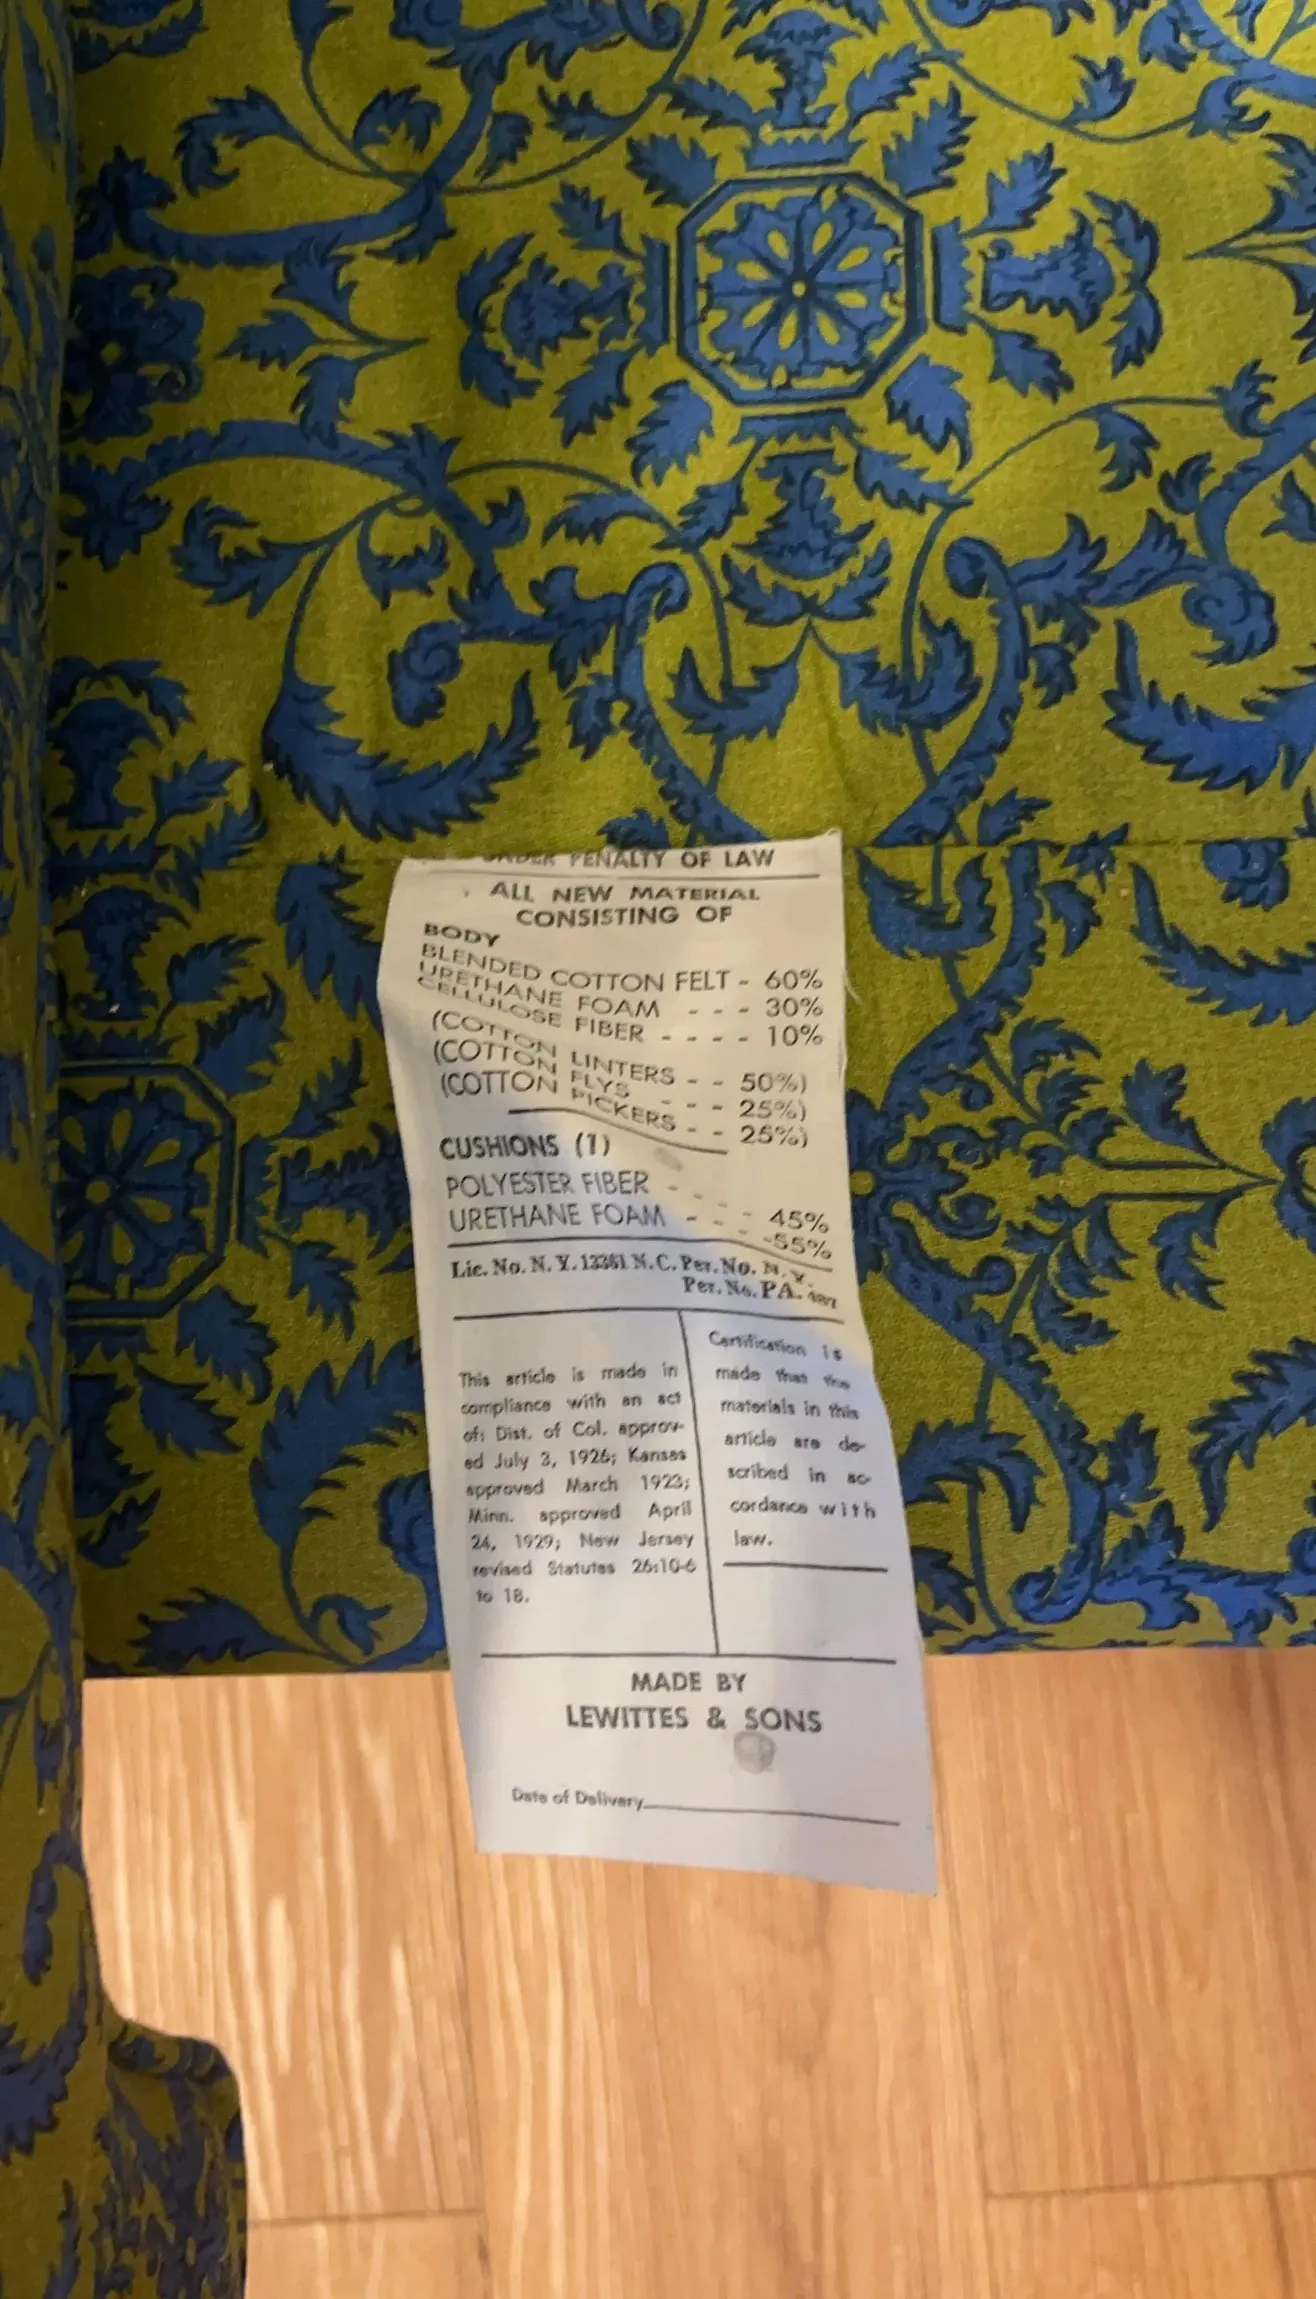 UNDER PENALTY OF LAW
ALL NEW MATERIAL
CONSISTING OF
BODY
BLENDED COTTON FELT - 60%
URETHANE FOAM - - - 30%
CELLULOSE FIBER - - - - 10%
(COTTON LINTERS - - 50%)
(COTTON FLYS - - - 25%)
(COTTON PICKERS - - 25%)
CUSHIONS (1)
POLYESTER FIBER - - - - 45%
URETHANE FOAM - - - -55%
Lic. No. N. Y. 13361 N.C. Per. No. N. Y.
Per. No. PA.
This article is made in
compliance with an act
of: Dist. of Col. approv-
ed July 3, 1926; Kansas
approved March 1923;
Minn. approved April
24, 1929; New Jersey
revised Statutes 26:10-6
to 18.
Certification is
made that the
materials in this
article are de-
scribed in ac-
cordance with
law.
MADE BY
LEWITTES & SONS
Date of Delivery